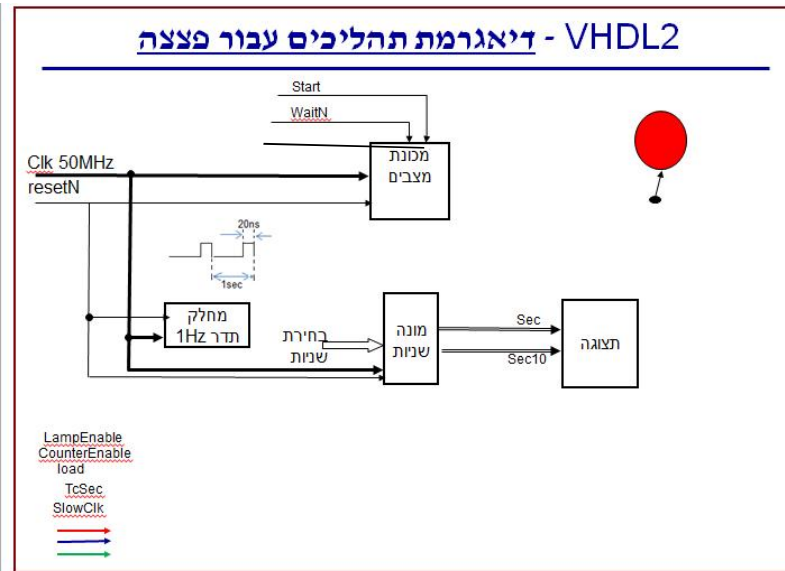 VHDL2 - דיאגרמת תהליכים עבור פצצה
Start
WaitN
מכונת
מצבים
Clk 50MHz
resetN
20ns
1sec
מחלק
תדר 1Hz
בחירת
שניות
מונה
שניות
Sec
Sec10
תצוגה
LampEnable
CounterEnable
load
TcSec
SlowClk